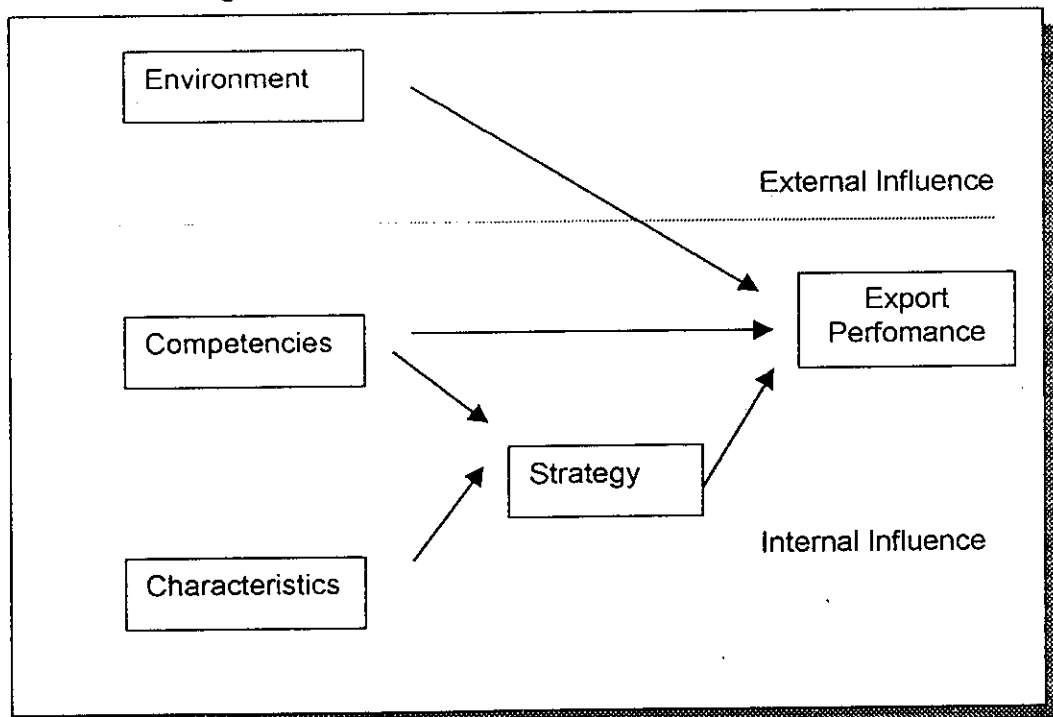 Environment
External Influence
Export
Perfomance
Competencies
Strategy
Internal Influence
Characteristics